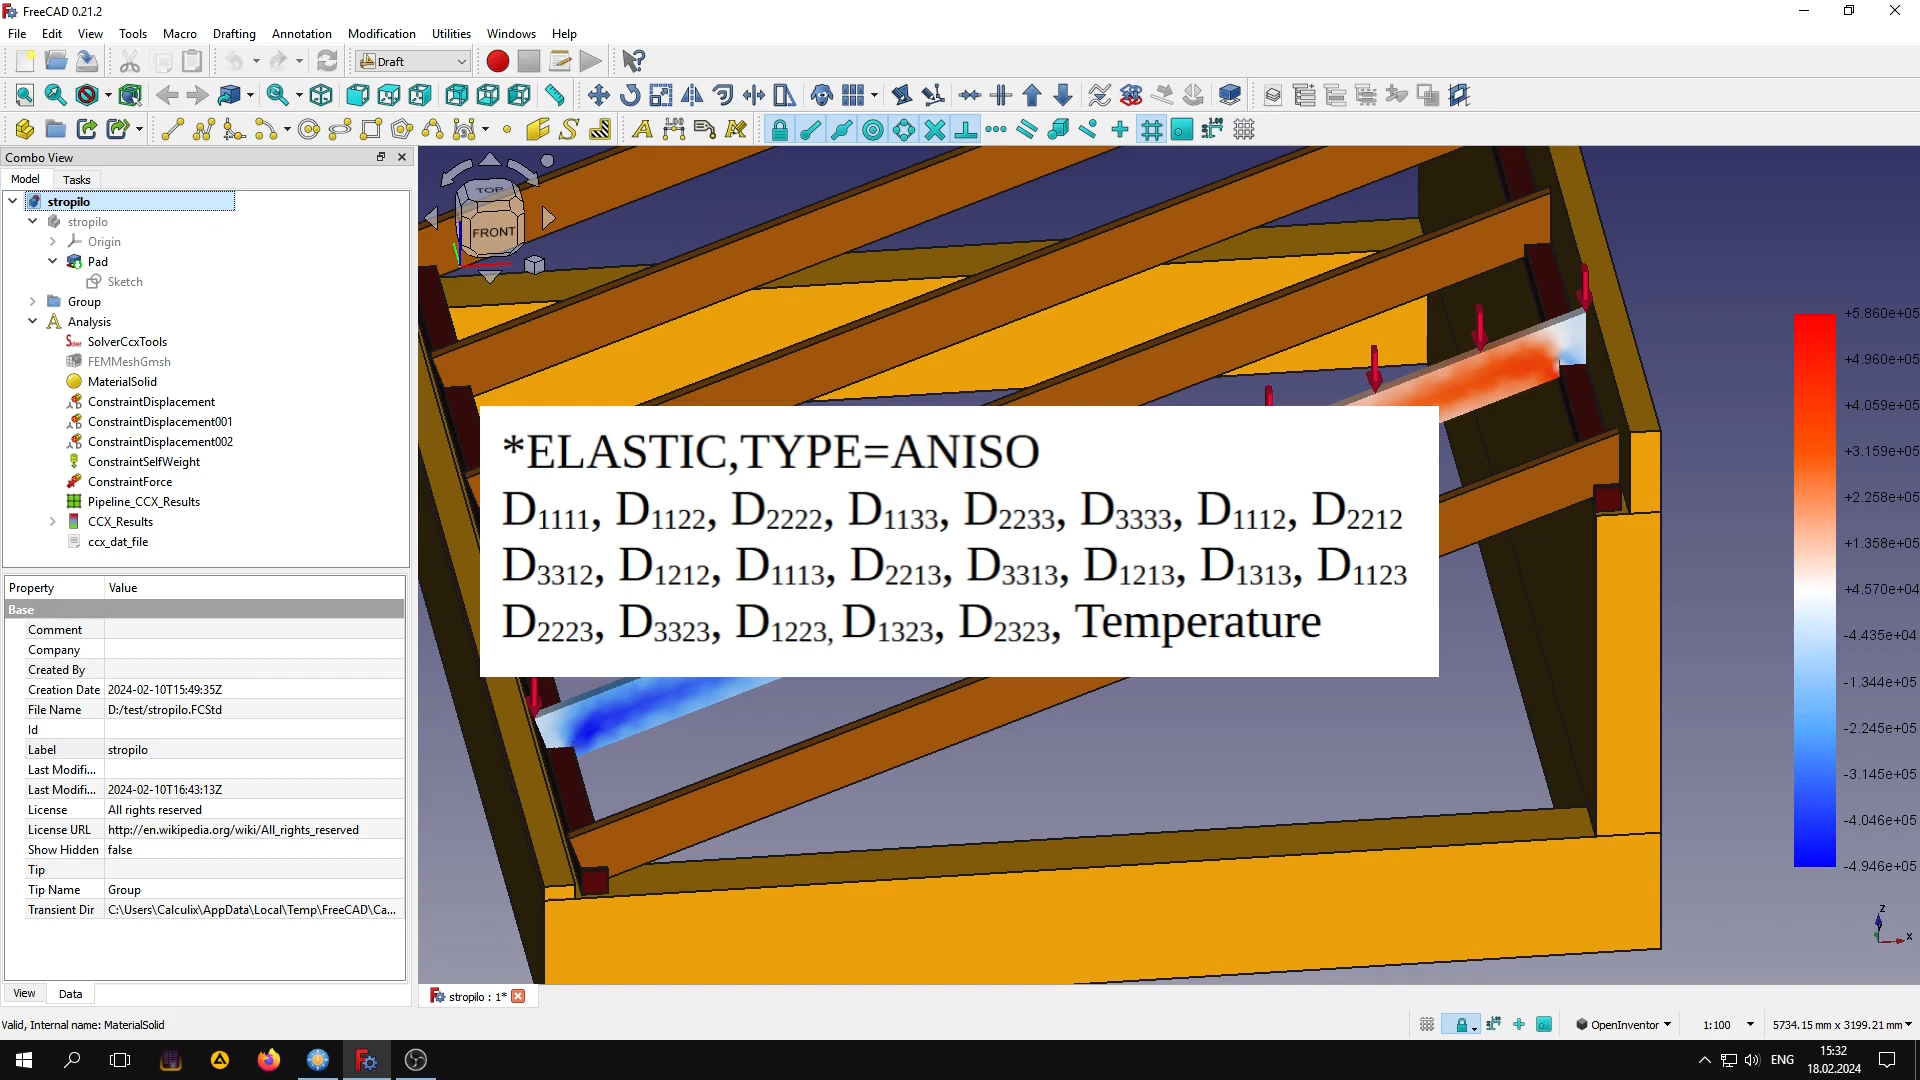 FreeCAD 0.21.2
File Edit View Tools Macro Drafting Annotation Modification Utilities Windows Help
Draft
Combo View
Model Tasks
stropilo
stropilo
Origin
Pad
Sketch
Group
Analysis
SolverCcxTools
FEMMeshGmsh
MaterialSolid
ConstraintDisplacement
ConstraintDisplacement001
ConstraintDisplacement002
ConstraintSelfWeight
ConstraintForce
Pipeline_CCX_Results
CCX_Results
ccx_dat_file
Property Value
Base
Comment
Company
Created By
Creation Date 2024-02-10T15:49:35Z
File Name D:/test/stropilo.FCStd
Id
Label stropilo
Last Modifi...
Last Modifi... 2024-02-10T16:43:13Z
License All rights reserved
License URL http://en.wikipedia.org/wiki/All_rights_reserved
Show Hidden false
Tip
Tip Name Group
Transient Dir C:\Users\Calculix\AppData\Local\Temp\FreeCAD\Ca...
View Data
TOP
FRONT
*ELASTIC,TYPE=ANISO
D1111, D1122, D2222, D1133, D2233, D3333, D1112, D2212
D3312, D1212, D1113, D2213, D3313, D1213, D1313, D1123
D2223, D3323, D1223, D1323, D2323, Temperature
+5.860e+05
+4.960e+05
+4.059e+05
+3.159e+05
+2.258e+05
+1.358e+05
+4.570e+04
-4.435e+04
-1.344e+05
-2.245e+05
-3.145e+05
-4.046e+05
-4.946e+05
z
x
stropilo : 1*
Valid, Internal name: MaterialSolid
OpenInventor 1:100 5734.15 mm x 3199.21 mm
ENG
15:32
18.02.2024